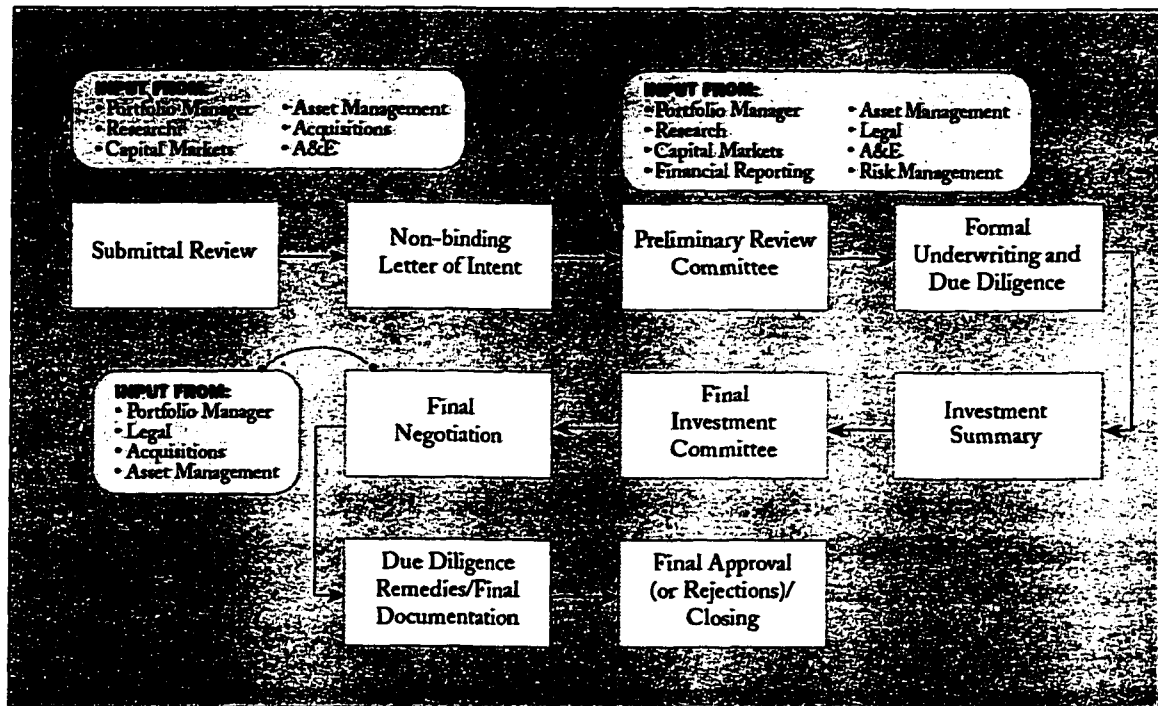 INPUT FROM:
• Portfolio Manager
• Research
• Capital Markets
• Asset Management
• Acquisitions
• A&E
INPUT FROM:
• Portfolio Manager
• Research
• Capital Markets
• Financial Reporting
• Asset Management
• Legal
• A&E
• Risk Management
Submittal Review
Non-binding
Letter of Intent
Preliminary Review
Committee
Formal
Underwriting and
Due Diligence
INPUT FROM:
• Portfolio Manager
• Legal
• Acquisitions
• Asset Management
Final
Negotiation
Final
Investment
Committee
Investment
Summary
Due Diligence
Remedies/Final
Documentation
Final Approval
(or Rejections)/
Closing